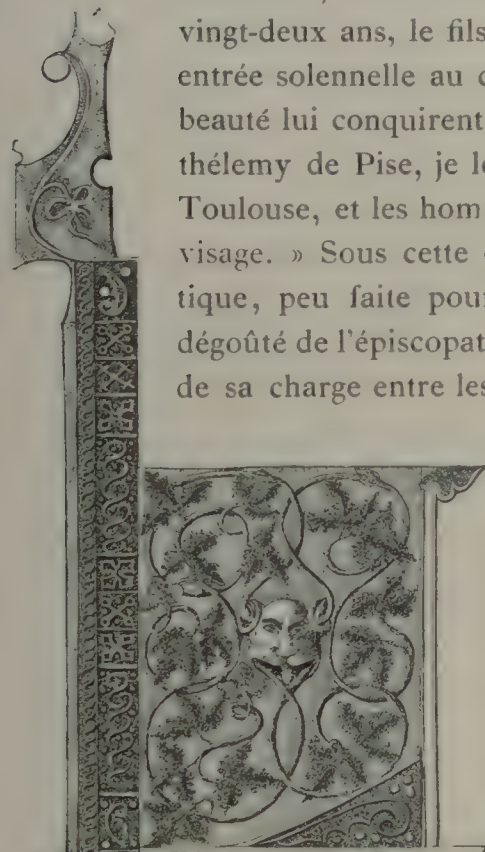 vingt-deux ans, le fils
entrée solennelle au
beauté lui conquirent
thélemy de Pise, je
Toulouse, et les hom
visage. » Sous cette
tique, peu faite pour
dégoûté de l'épiscopat
de sa charge entre les